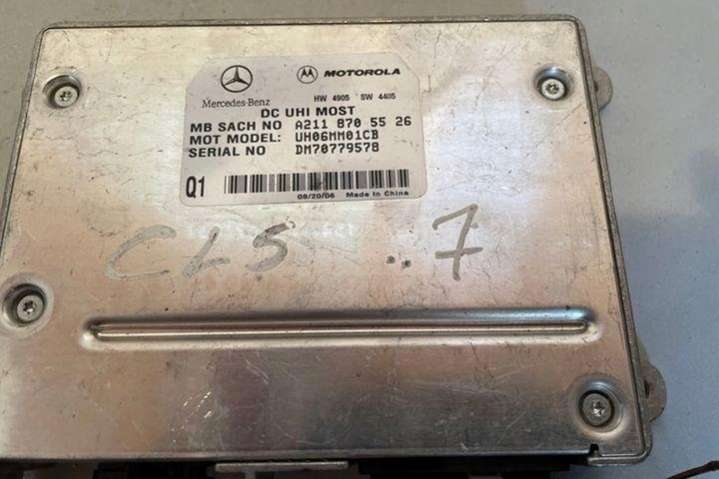 MOTOROLA
Mercedes-Benz
HW 4905 SW 4405
DC UHI MOST
MB SACH NO A211 870 55 26
MOT MODEL: UH06MM01CB
SERIAL NO DM70779578
Q1
09/20/06 Made In China
CLS .. 7